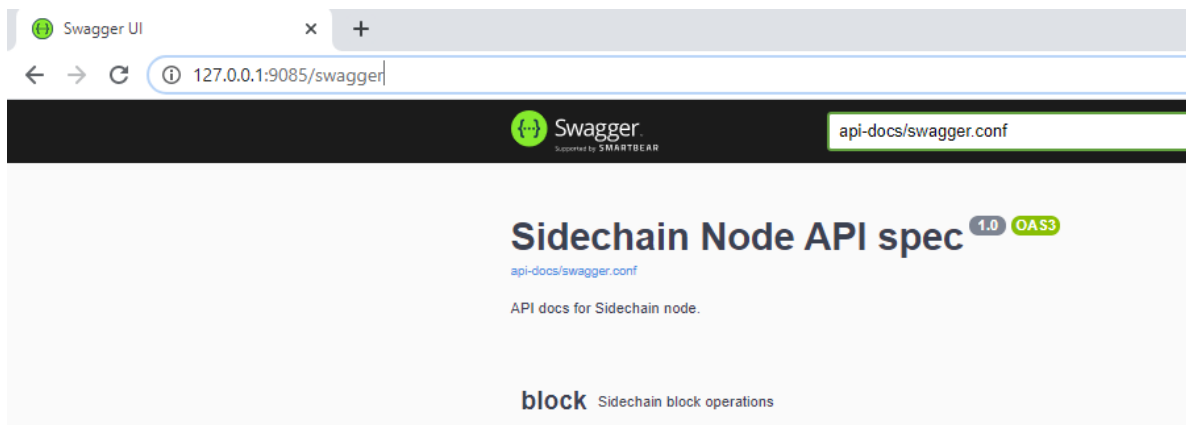 Swagger UI
127.0.0.1:9085/swagger
Swagger.
Supported by SMARTBEAR
api-docs/swagger.conf
Sidechain Node API spec 1.0 OAS3
api-docs/swagger.conf
API docs for Sidechain node.
block Sidechain block operations